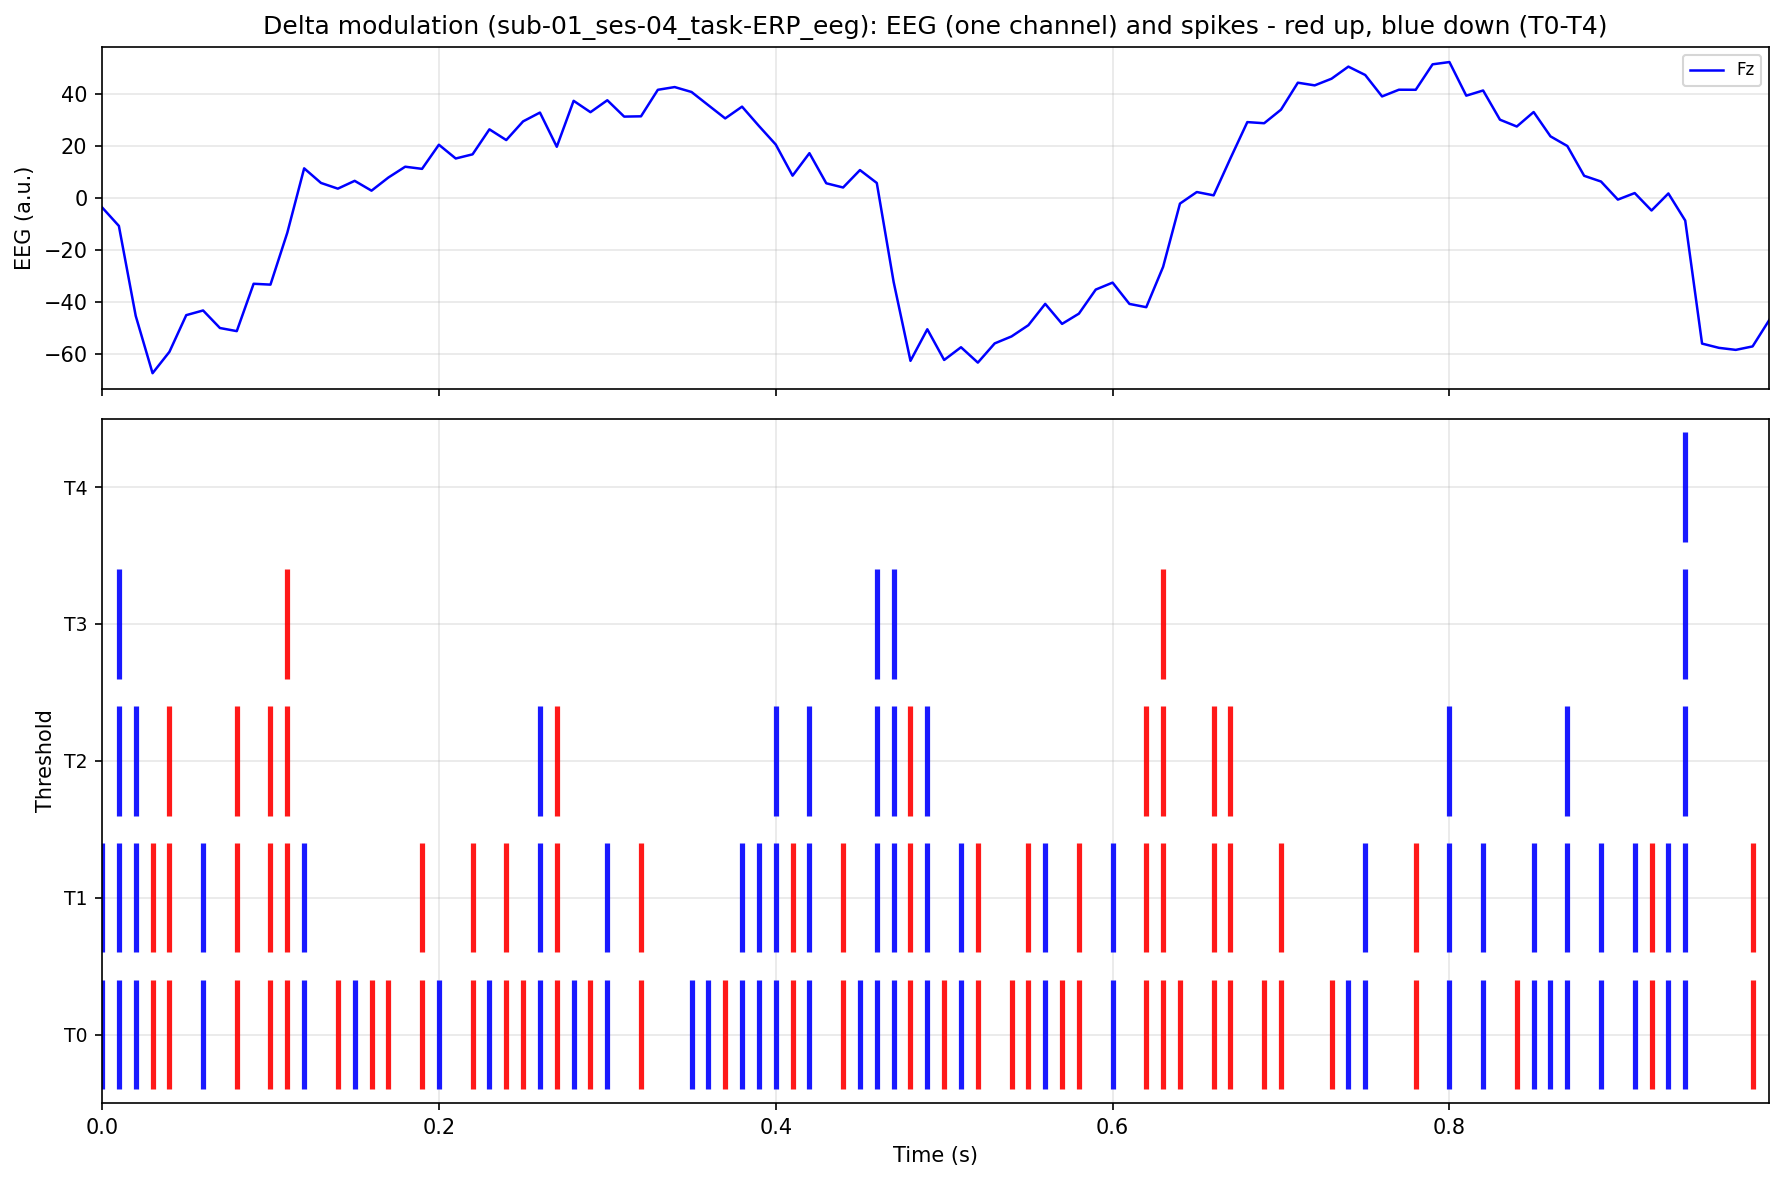 Delta modulation (sub-01_ses-04_task-ERP_eeg): EEG (one channel) and spikes - red up, blue down (T0-T4)
Fz
EEG (a.u.)
40
20
0
−20
−40
−60
Threshold
T4
T3
T2
T1
T0
0.0 0.2 0.4 0.6 0.8
Time (s)